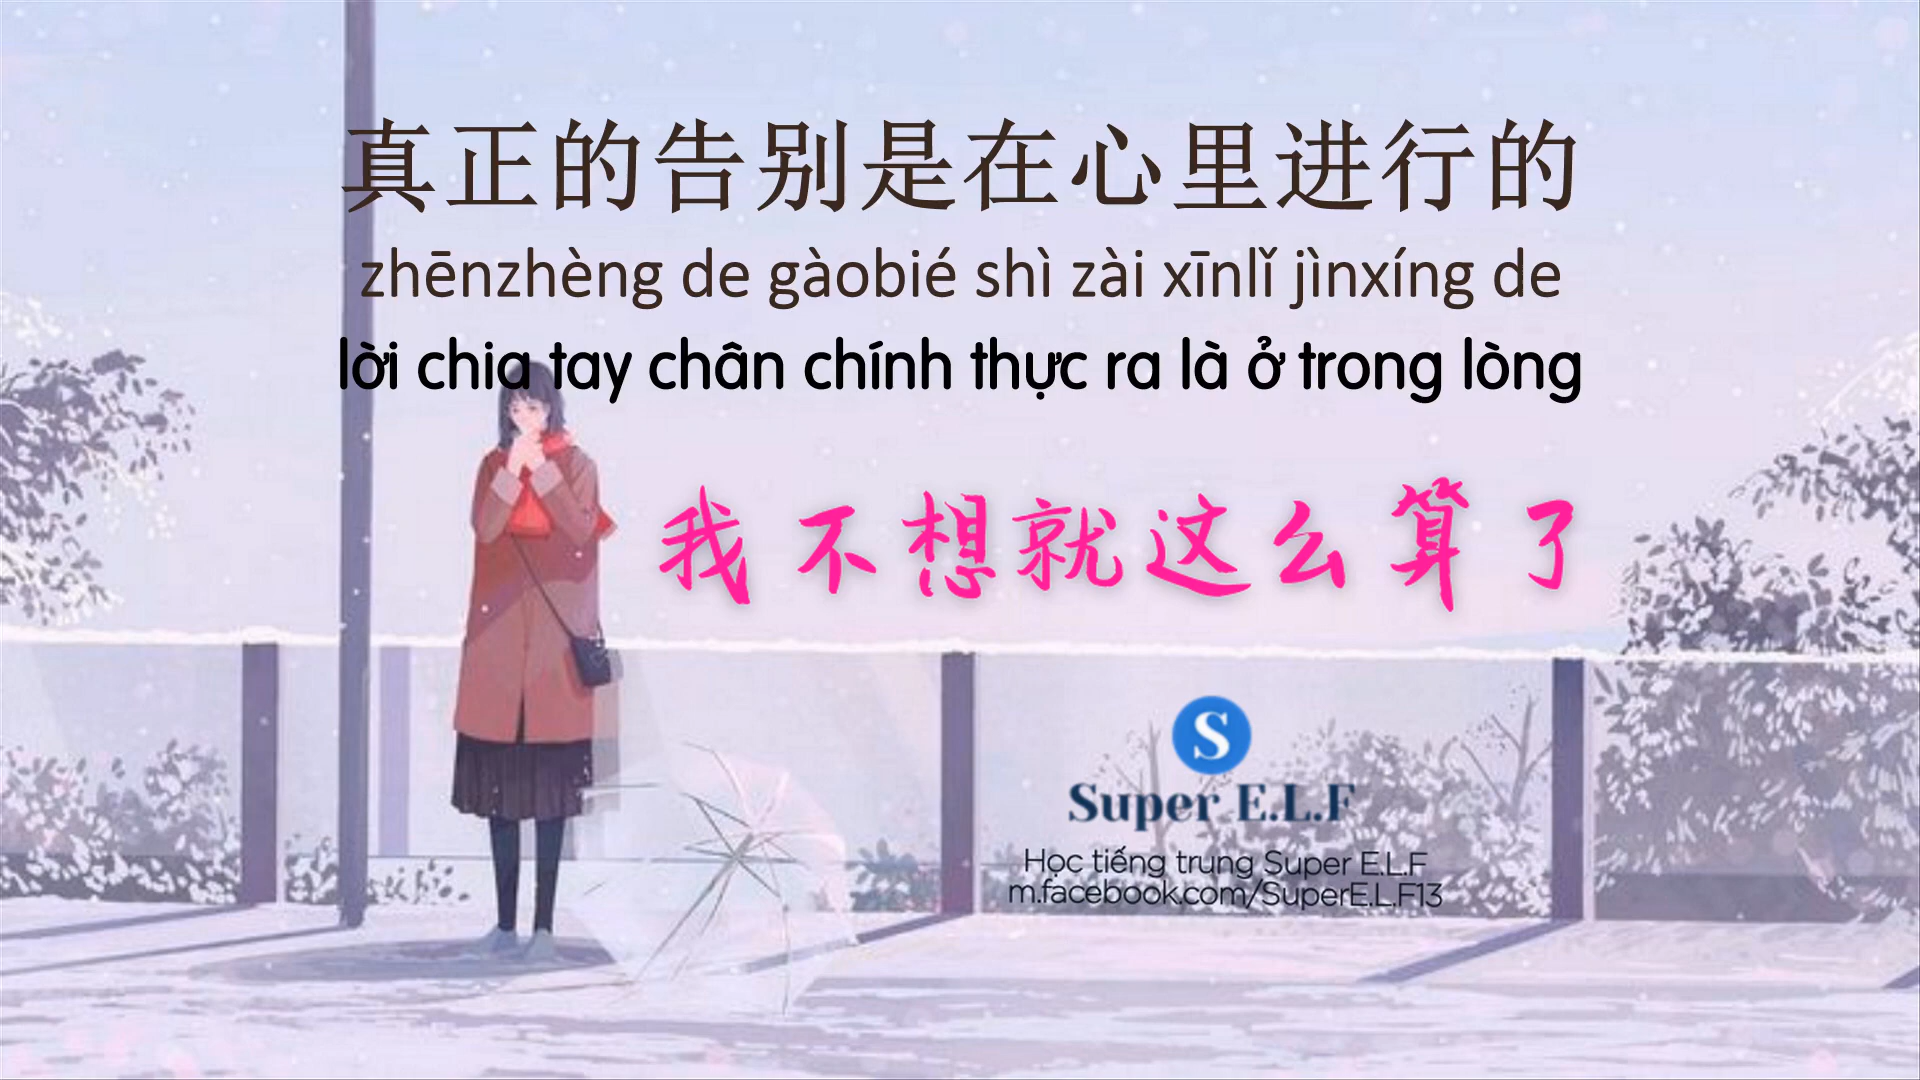 真正的告别是在心里进行的
zhēnzhèng de gàobié shì zài xīnlǐ jìnxíng de
lời chia tay chân chính thực ra là ở trong lòng
我不想就这么算了
S
Super E.L.F
Học tiếng trung Super E.L.F
m.facebook.com/SuperE.L.F13